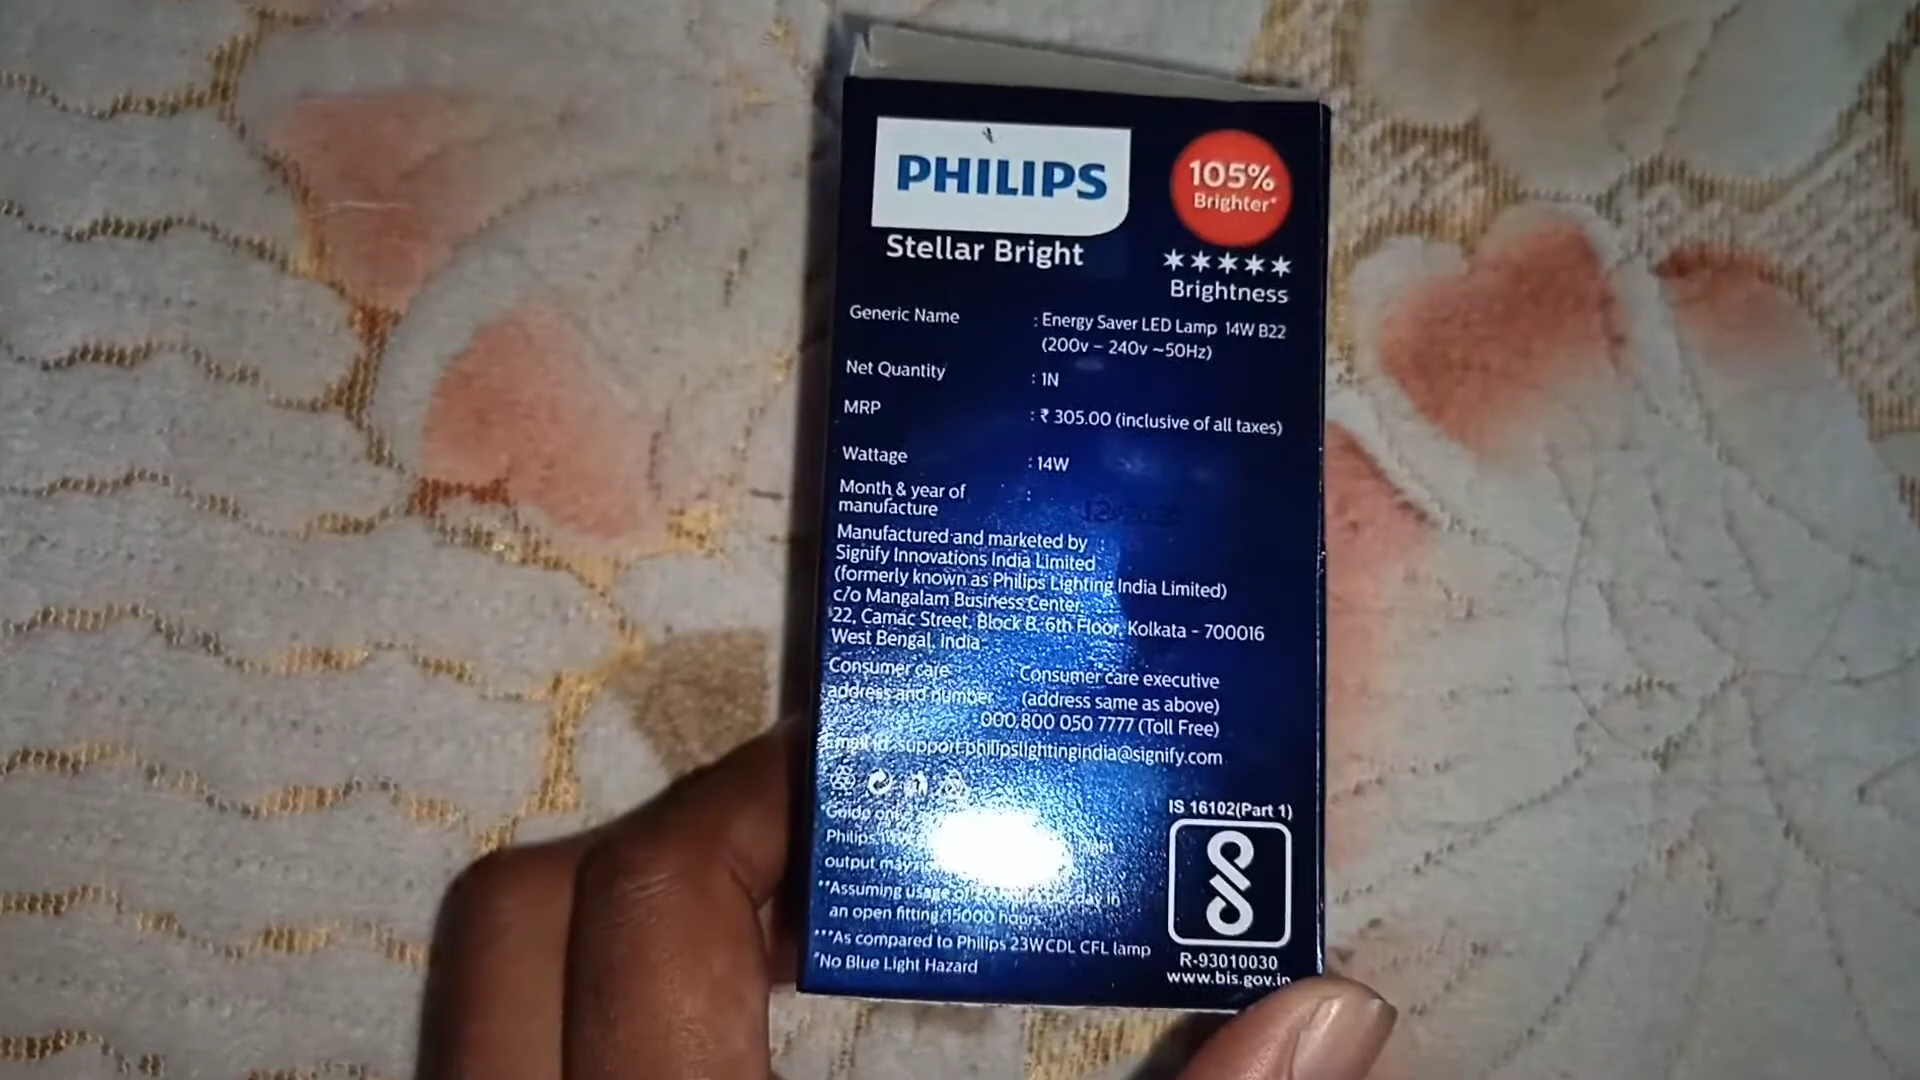 PHILIPS
Stellar Bright
105%
Brighter*
Brightness
Generic Name : Energy Saver LED Lamp 14W B22
(200v – 240v ~50Hz)
Net Quantity : 1N
MRP : ₹ 305.00 (inclusive of all taxes)
Wattage : 14W
Month & year of :
manufacture
Manufactured and marketed by
Signify Innovations India Limited
(formerly known as Philips Lighting India Limited)
c/o Mangalam Business Center,
22, Camac Street, Block B, 6th Floor, Kolkata - 700016
West Bengal, India
Consumer care Consumer care executive
address and number (address same as above)
000 800 050 7777 (Toll Free)
Email id: support.philipslightingindia@signify.com
Philips
output may
**Assuming usage day in
an open fitting/15000 hours
***As compared to Philips 23W CDL CFL lamp
*No Blue Light Hazard
IS 16102(Part 1)
R-93010030
www.bis.gov.in